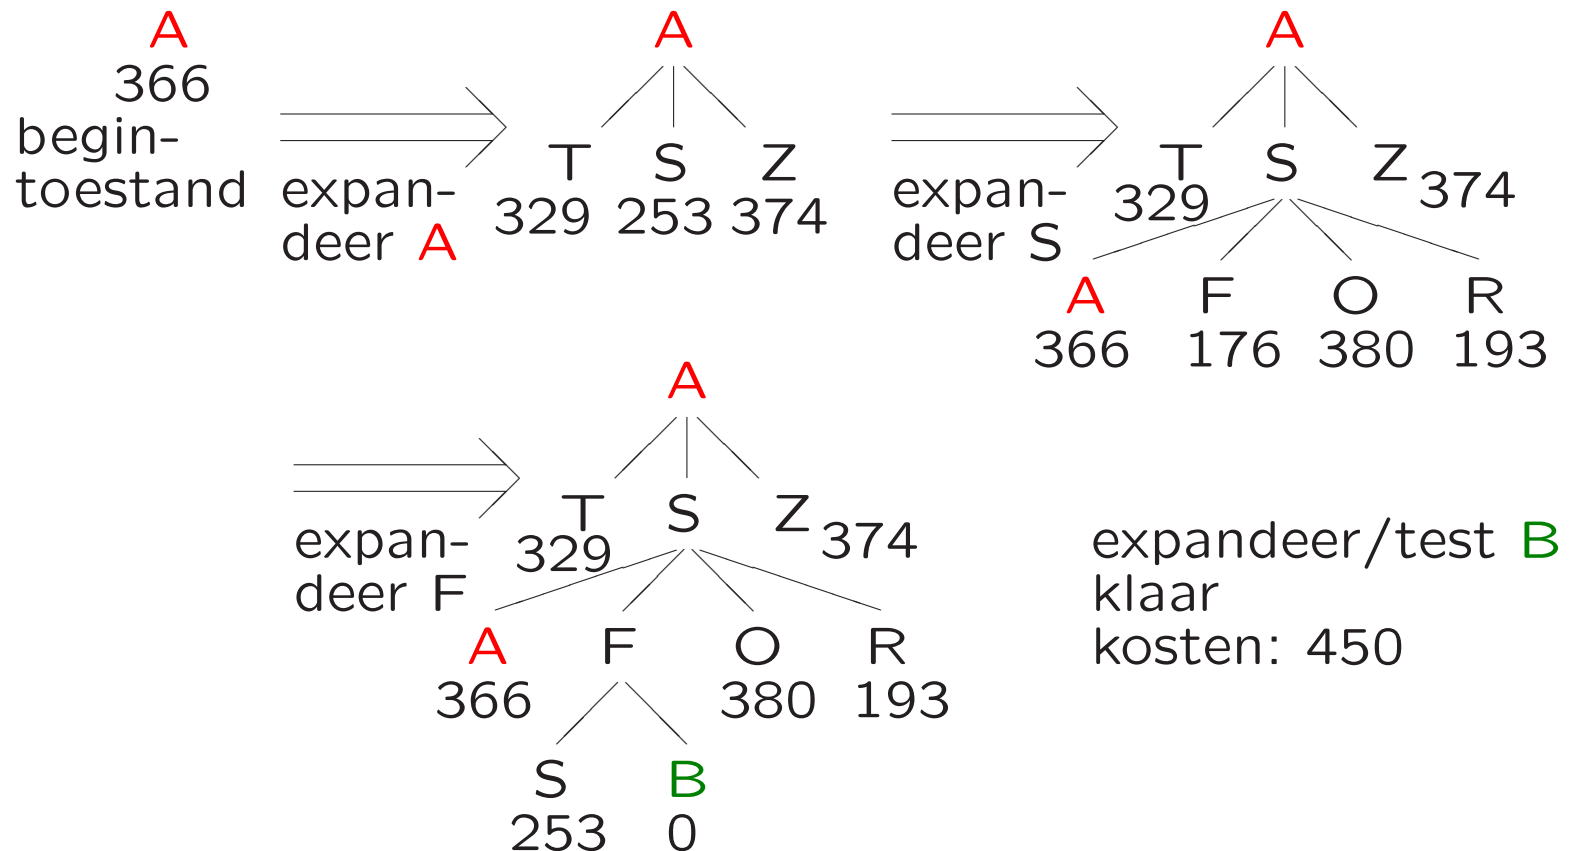 A
366
begin-
toestand
expan-
deer A
A
T S Z
329 253 374
expan-
deer S
A
T S Z
329 374
A F O R
366 176 380 193
expan-
deer F
A
T S Z
329 374
A F O R
366 380 193
S B
253 0
expandeer/test B
klaar
kosten: 450